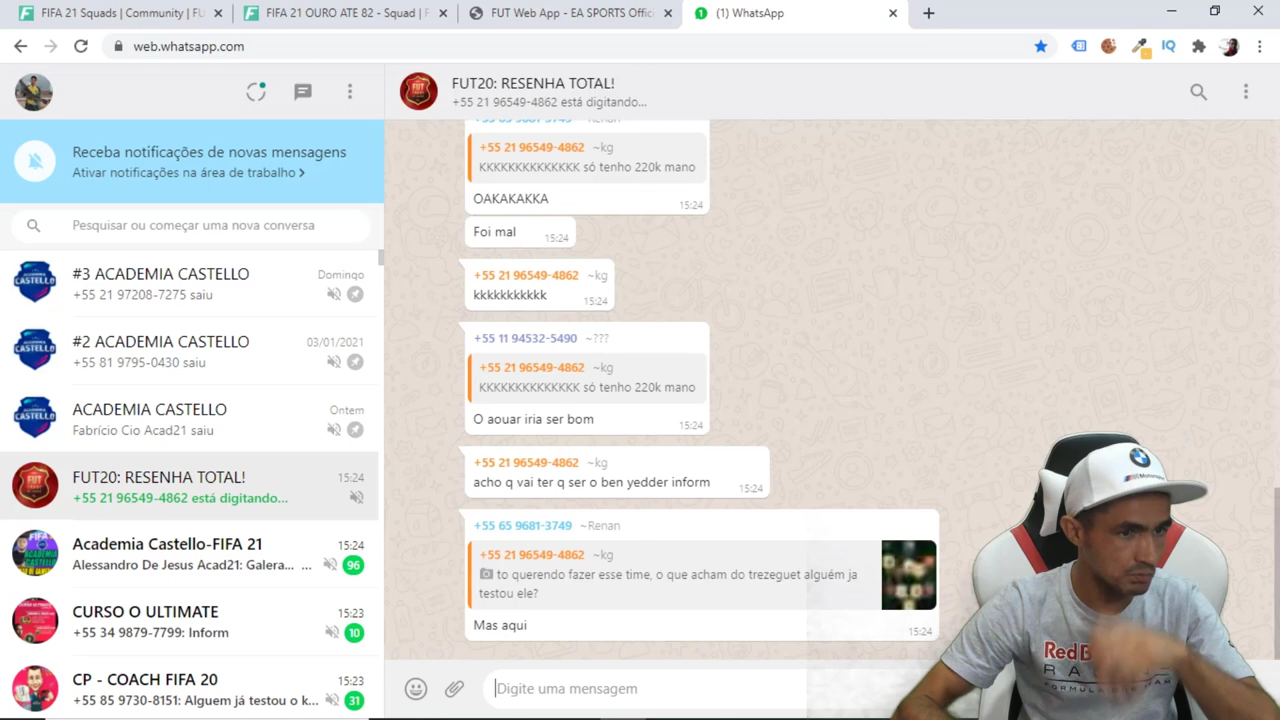 FIFA 21 Squads | Community | FU
FIFA 21 OURO ATE 82 - Squad | F
FUT Web App - EA SPORTS Offic
(1) WhatsApp
web.whatsapp.com
IQ
FUT20: RESENHA TOTAL!
+55 21 96549-4862 está digitando...
Receba notificações de novas mensagens
Ativar notificações na área de trabalho
Pesquisar ou começar uma nova conversa
#3 ACADEMIA CASTELLO
Domingo
+55 21 97208-7275 saiu
#2 ACADEMIA CASTELLO
03/01/2021
+55 81 9795-0430 saiu
ACADEMIA CASTELLO
Ontem
Fabrício Cio Acad21 saiu
FUT20: RESENHA TOTAL!
15:24
+55 21 96549-4862 está digitando...
Academia Castello-FIFA 21
15:24
Alessandro De Jesus Acad21: Galera... ...
96
CURSO O ULTIMATE
15:23
+55 34 9879-7799: Inform
10
CP - COACH FIFA 20
15:23
+55 85 9730-8151: Alguem já testou o k...
31
+55 65 9681-3749 ~Renan
+55 21 96549-4862 ~kg
KKKKKKKKKKKKKK só tenho 220k mano
OAKAKAKKA
15:24
Foi mal
15:24
+55 21 96549-4862 ~kg
kkkkkkkkkkk
15:24
+55 11 94532-5490 ~???
+55 21 96549-4862 ~kg
KKKKKKKKKKKKKK só tenho 220k mano
O aouar iria ser bom
15:24
+55 21 96549-4862 ~kg
acho q vai ter q ser o ben yedder inform
15:24
+55 65 9681-3749 ~Renan
+55 21 96549-4862 ~kg
to querendo fazer esse time, o que acham do trezeguet alguém ja
testou ele?
Mas aqui
15:24
Digite uma mensagem
Red B